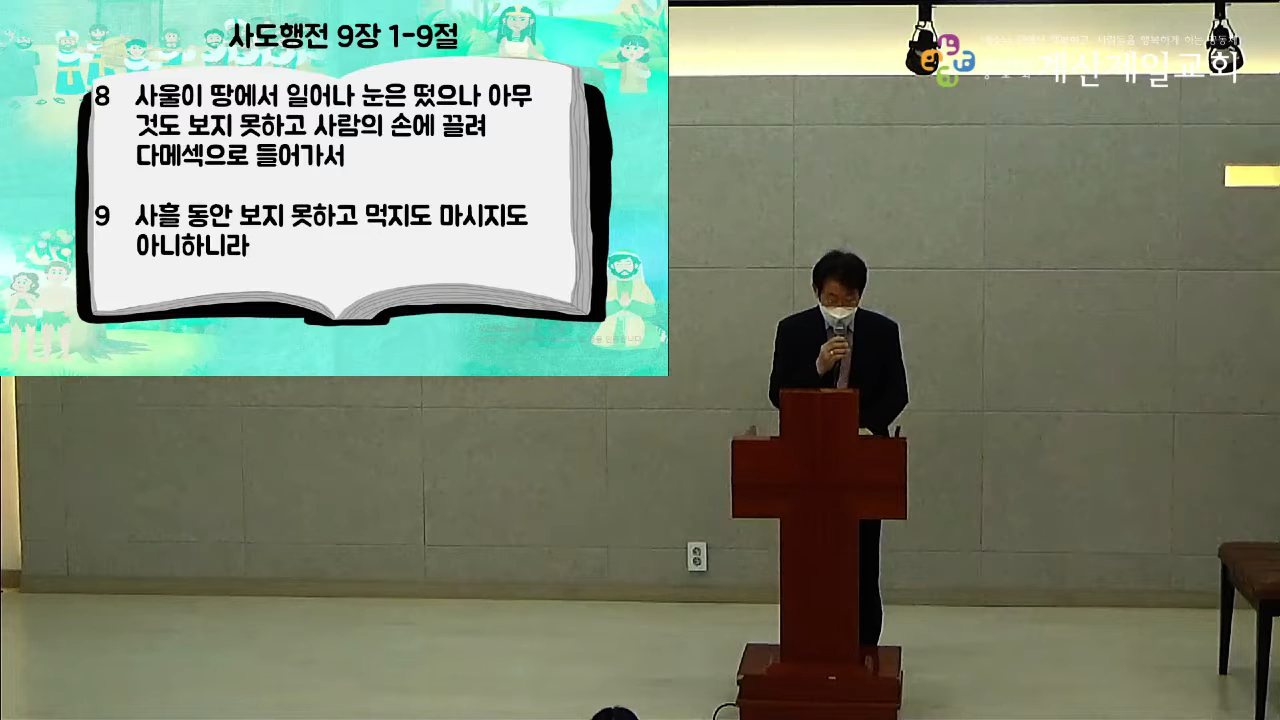 사도행전 9장 1-9절
8 사울이 땅에서 일어나 눈은 떴으나 아무
것도 보지 못하고 사람의 손에 끌려
다메섹으로 들어가서
9 사흘 동안 보지 못하고 먹지도 마시지도
아니하니라
계산제일교회